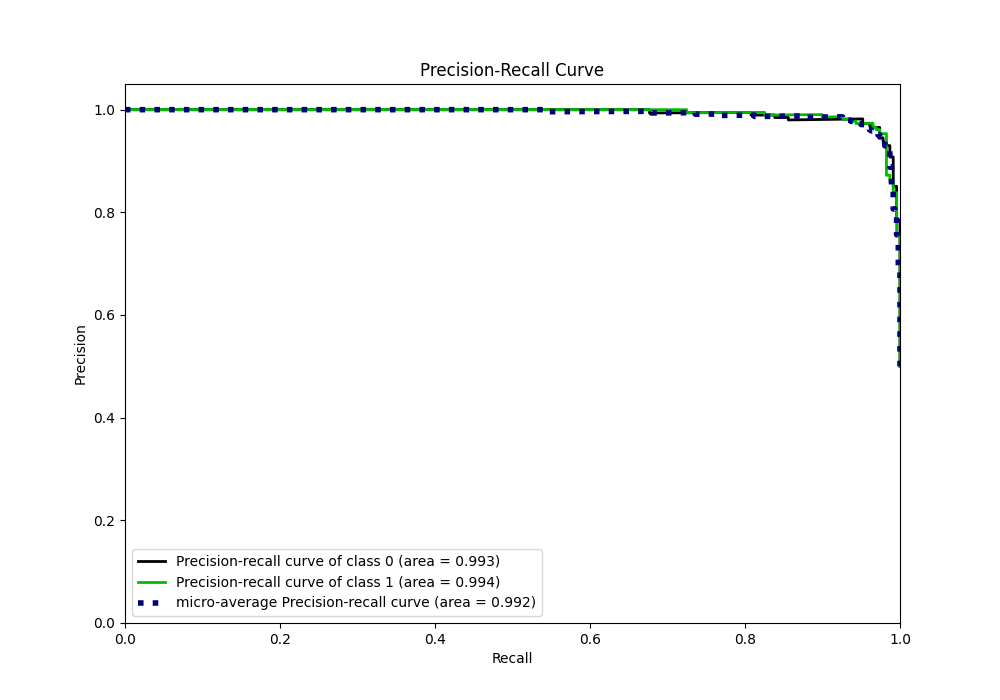 Precision-Recall Curve
1.0
0.8
0.6
0.4
0.2
0.0
Precision
Precision-recall curve of class 0 (area = 0.993)
Precision-recall curve of class 1 (area = 0.994)
micro-average Precision-recall curve (area = 0.992)
0.0 0.2 0.4 0.6 0.8 1.0
Recall